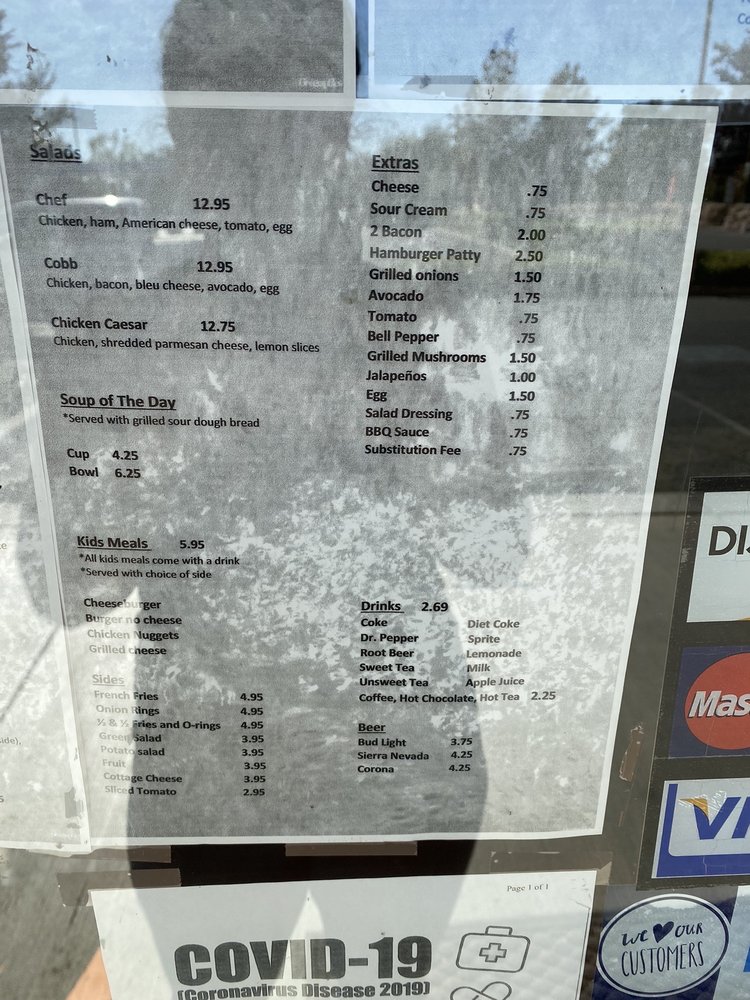 Salads
Chef 12.95
Chicken, ham, American cheese, tomato, egg
Cobb 12.95
Chicken, bacon, bleu cheese, avocado, egg
Chicken Caesar 12.75
Chicken, shredded parmesan cheese, lemon slices
Soup of The Day
*Served with grilled sour dough bread
Cup 4.25
Bowl 6.25
Kids Meals 5.95
*All kids meals come with a drink
*Served with choice of side
Cheeseburger
Burger no cheese
Chicken Nuggets
Grilled cheese
Sides
French Fries 4.95
Onion Rings 4.95
½ & ½ Fries and O-rings 4.95
Green Salad 3.95
Potato salad 3.95
Fruit 3.95
Cottage Cheese 3.95
Sliced Tomato 2.95
Extras
Cheese .75
Sour Cream .75
2 Bacon 2.00
Hamburger Patty 2.50
Grilled onions 1.50
Avocado 1.75
Tomato .75
Bell Pepper .75
Grilled Mushrooms 1.50
Jalapeños 1.00
Egg 1.50
Salad Dressing .75
BBQ Sauce .75
Substitution Fee .75
Drinks 2.69
Coke Diet Coke
Dr. Pepper Sprite
Root Beer Lemonade
Sweet Tea Milk
Unsweet Tea Apple Juice
Coffee, Hot Chocolate, Hot Tea 2.25
Beer
Bud Light 3.75
Sierra Nevada 4.25
Corona 4.25
Page 1 of 1
COVID-19
(Coronavirus Disease 2019)
DIS
Mas
VI
WE OUR
CUSTOMERS